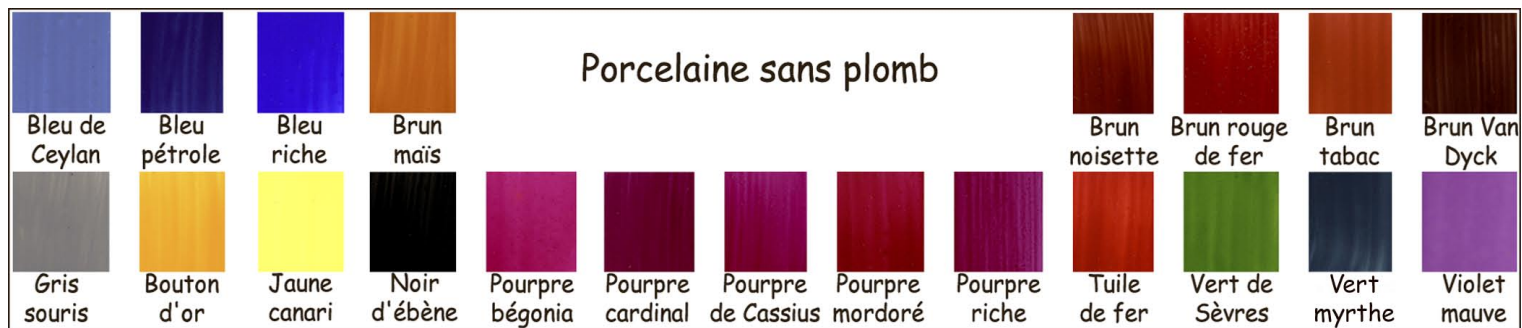 Porcelaine sans plomb
Bleu de
Ceylan
Bleu
pétrole
Bleu
riche
Brun
maïs
Brun
noisette
Brun rouge
de fer
Brun
tabac
Brun Van
Dyck
Gris
souris
Bouton
d'or
Jaune
canari
Noir
d'ébène
Pourpre
bégonia
Pourpre
cardinal
Pourpre
de Cassius
Pourpre
mordoré
Pourpre
riche
Tuile
de fer
Vert de
Sèvres
Vert
myrthe
Violet
mauve